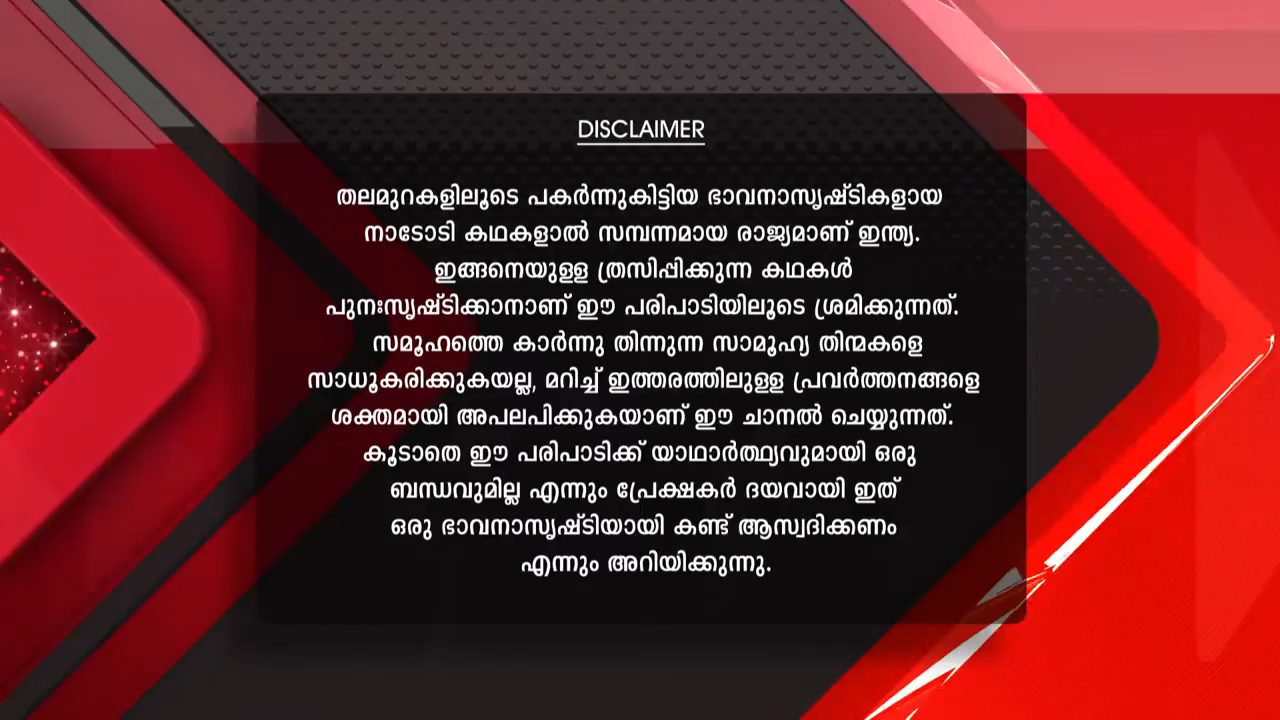 DISCLAIMER
തലമുറകളിലൂടെ പകർന്നുകിട്ടിയ ഭാവനാസൃഷ്ടികളായ
നാടോടി കഥകളാൽ സമ്പന്നമായ രാജ്യമാണ് ഇന്ത്യ.
ഇങ്ങനെയുളള ത്രസിപ്പിക്കുന്ന കഥകൾ
പുനഃസൃഷ്ടിക്കാനാണ് ഈ പരിപാടിയിലൂടെ ശ്രമിക്കുന്നത്.
സമൂഹത്തെ കാർന്നു തിന്നുന്ന സാമൂഹ്യ തിന്മകളെ
സാധൂകരിക്കുകയല്ല, മറിച്ച് ഇത്തരത്തിലുളള പ്രവർത്തനങ്ങളെ
ശക്തമായി അപലപിക്കുകയാണ് ഈ ചാനൽ ചെയ്യുന്നത്.
കൂടാതെ ഈ പരിപാടിക്ക് യാഥാർത്ഥ്യവുമായി ഒരു
ബന്ധവുമില്ല എന്നും പ്രേക്ഷകർ ദയവായി ഇത്
ഒരു ഭാവനാസൃഷ്ടിയായി കണ്ട് ആസ്വദിക്കണം
എന്നും അറിയിക്കുന്നു.